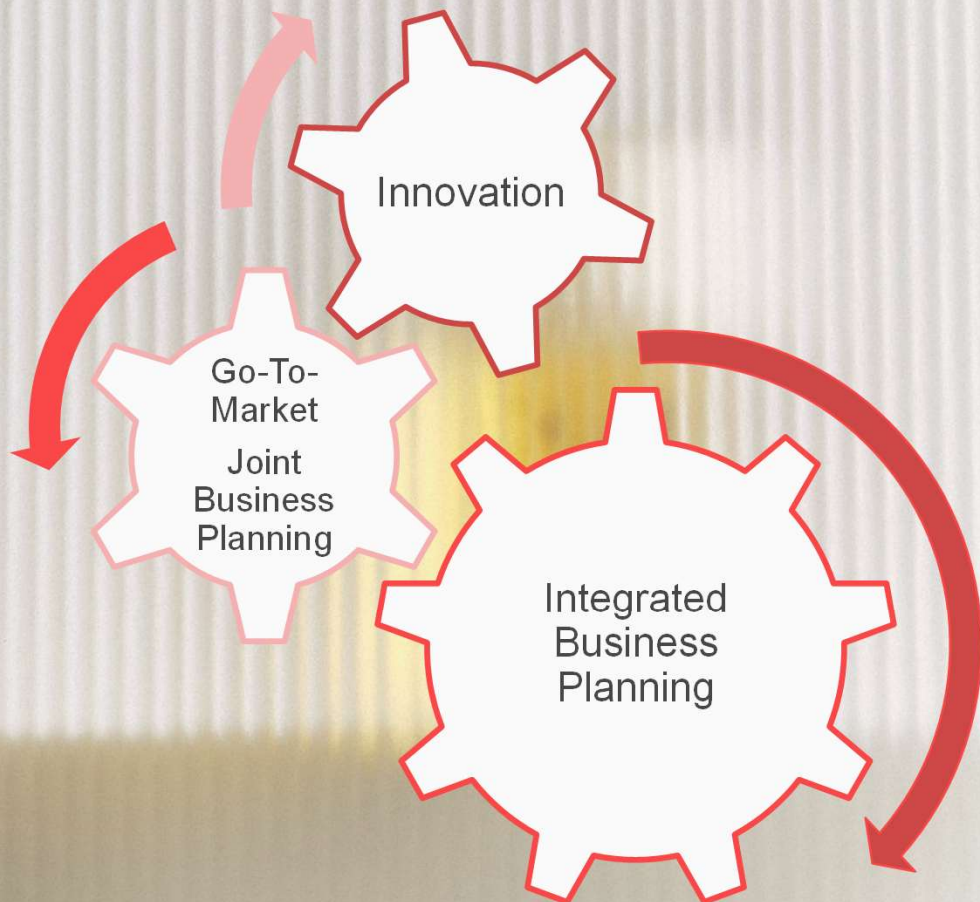 Innovation
Go-To-
Market
Joint
Business
Planning
Integrated
Business
Planning